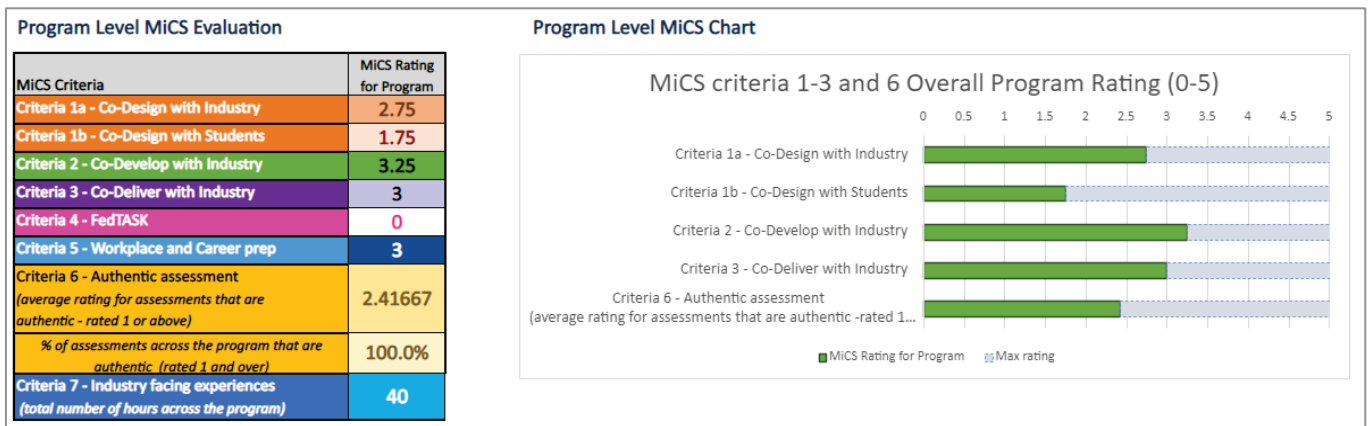 Program Level MiCS Evaluation
MiCS Criteria
MiCS Rating
for Program
Criteria 1a - Co-Design with Industry
2.75
Criteria 1b - Co-Design with Students
1.75
Criteria 2 - Co-Develop with Industry
3.25
Criteria 3 - Co-Deliver with Industry
3
Criteria 4 - FedTASK
0
Criteria 5 - Workplace and Career prep
3
Criteria 6 - Authentic assessment
(average rating for assessments that are
authentic - rated 1 or above)
2.41667
% of assessments across the program that are
authentic (rated 1 and over)
100.0%
Criteria 7 - Industry facing experiences
(total number of hours across the program)
40
Program Level MiCS Chart
MiCS criteria 1-3 and 6 Overall Program Rating (0-5)
0 0.5 1 1.5 2 2.5 3 3.5 4 4.5 5
Criteria 1a - Co-Design with Industry
Criteria 1b - Co-Design with Students
Criteria 2 - Co-Develop with Industry
Criteria 3 - Co-Deliver with Industry
Criteria 6 - Authentic assessment
(average rating for assessments that are authentic -rated 1...
MiCS Rating for Program Max rating